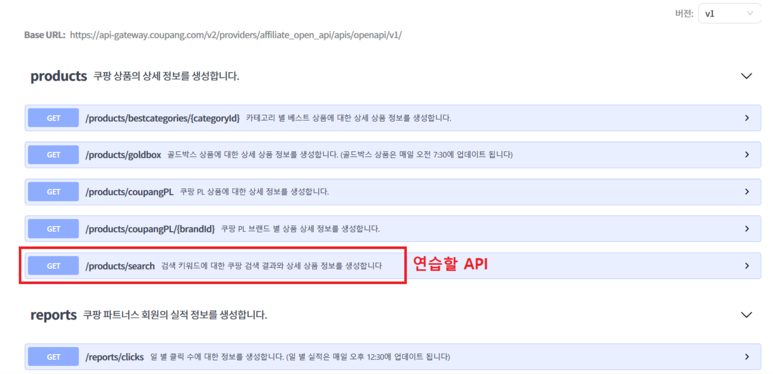 버전: v1
Base URL: https://api-gateway.coupang.com/v2/providers/affiliate_open_api/apis/openapi/v1/
products 쿠팡 상품의 상세 정보를 생성합니다.
GET /products/bestcategories/{categoryId} 카테고리 별 베스트 상품에 대한 상세 상품 정보를 생성합니다.
GET /products/goldbox 골드박스 상품에 대한 상세 상품 정보를 생성합니다. (골드박스 상품은 매일 오전 7:30에 업데이트 됩니다)
GET /products/coupangPL 쿠팡 PL 상품에 대한 상세 정보를 생성합니다.
GET /products/coupangPL/{brandId} 쿠팡 PL 브랜드 별 상품 상세 정보를 생성합니다.
GET /products/search 검색 키워드에 대한 쿠팡 검색 결과와 상세 상품 정보를 생성합니다 연습할 API
reports 쿠팡 파트너스 회원의 실적 정보를 생성합니다.
GET /reports/clicks 일 별 클릭 수에 대한 정보를 생성합니다. (일 별 실적은 매일 오후 12:30에 업데이트 됩니다)